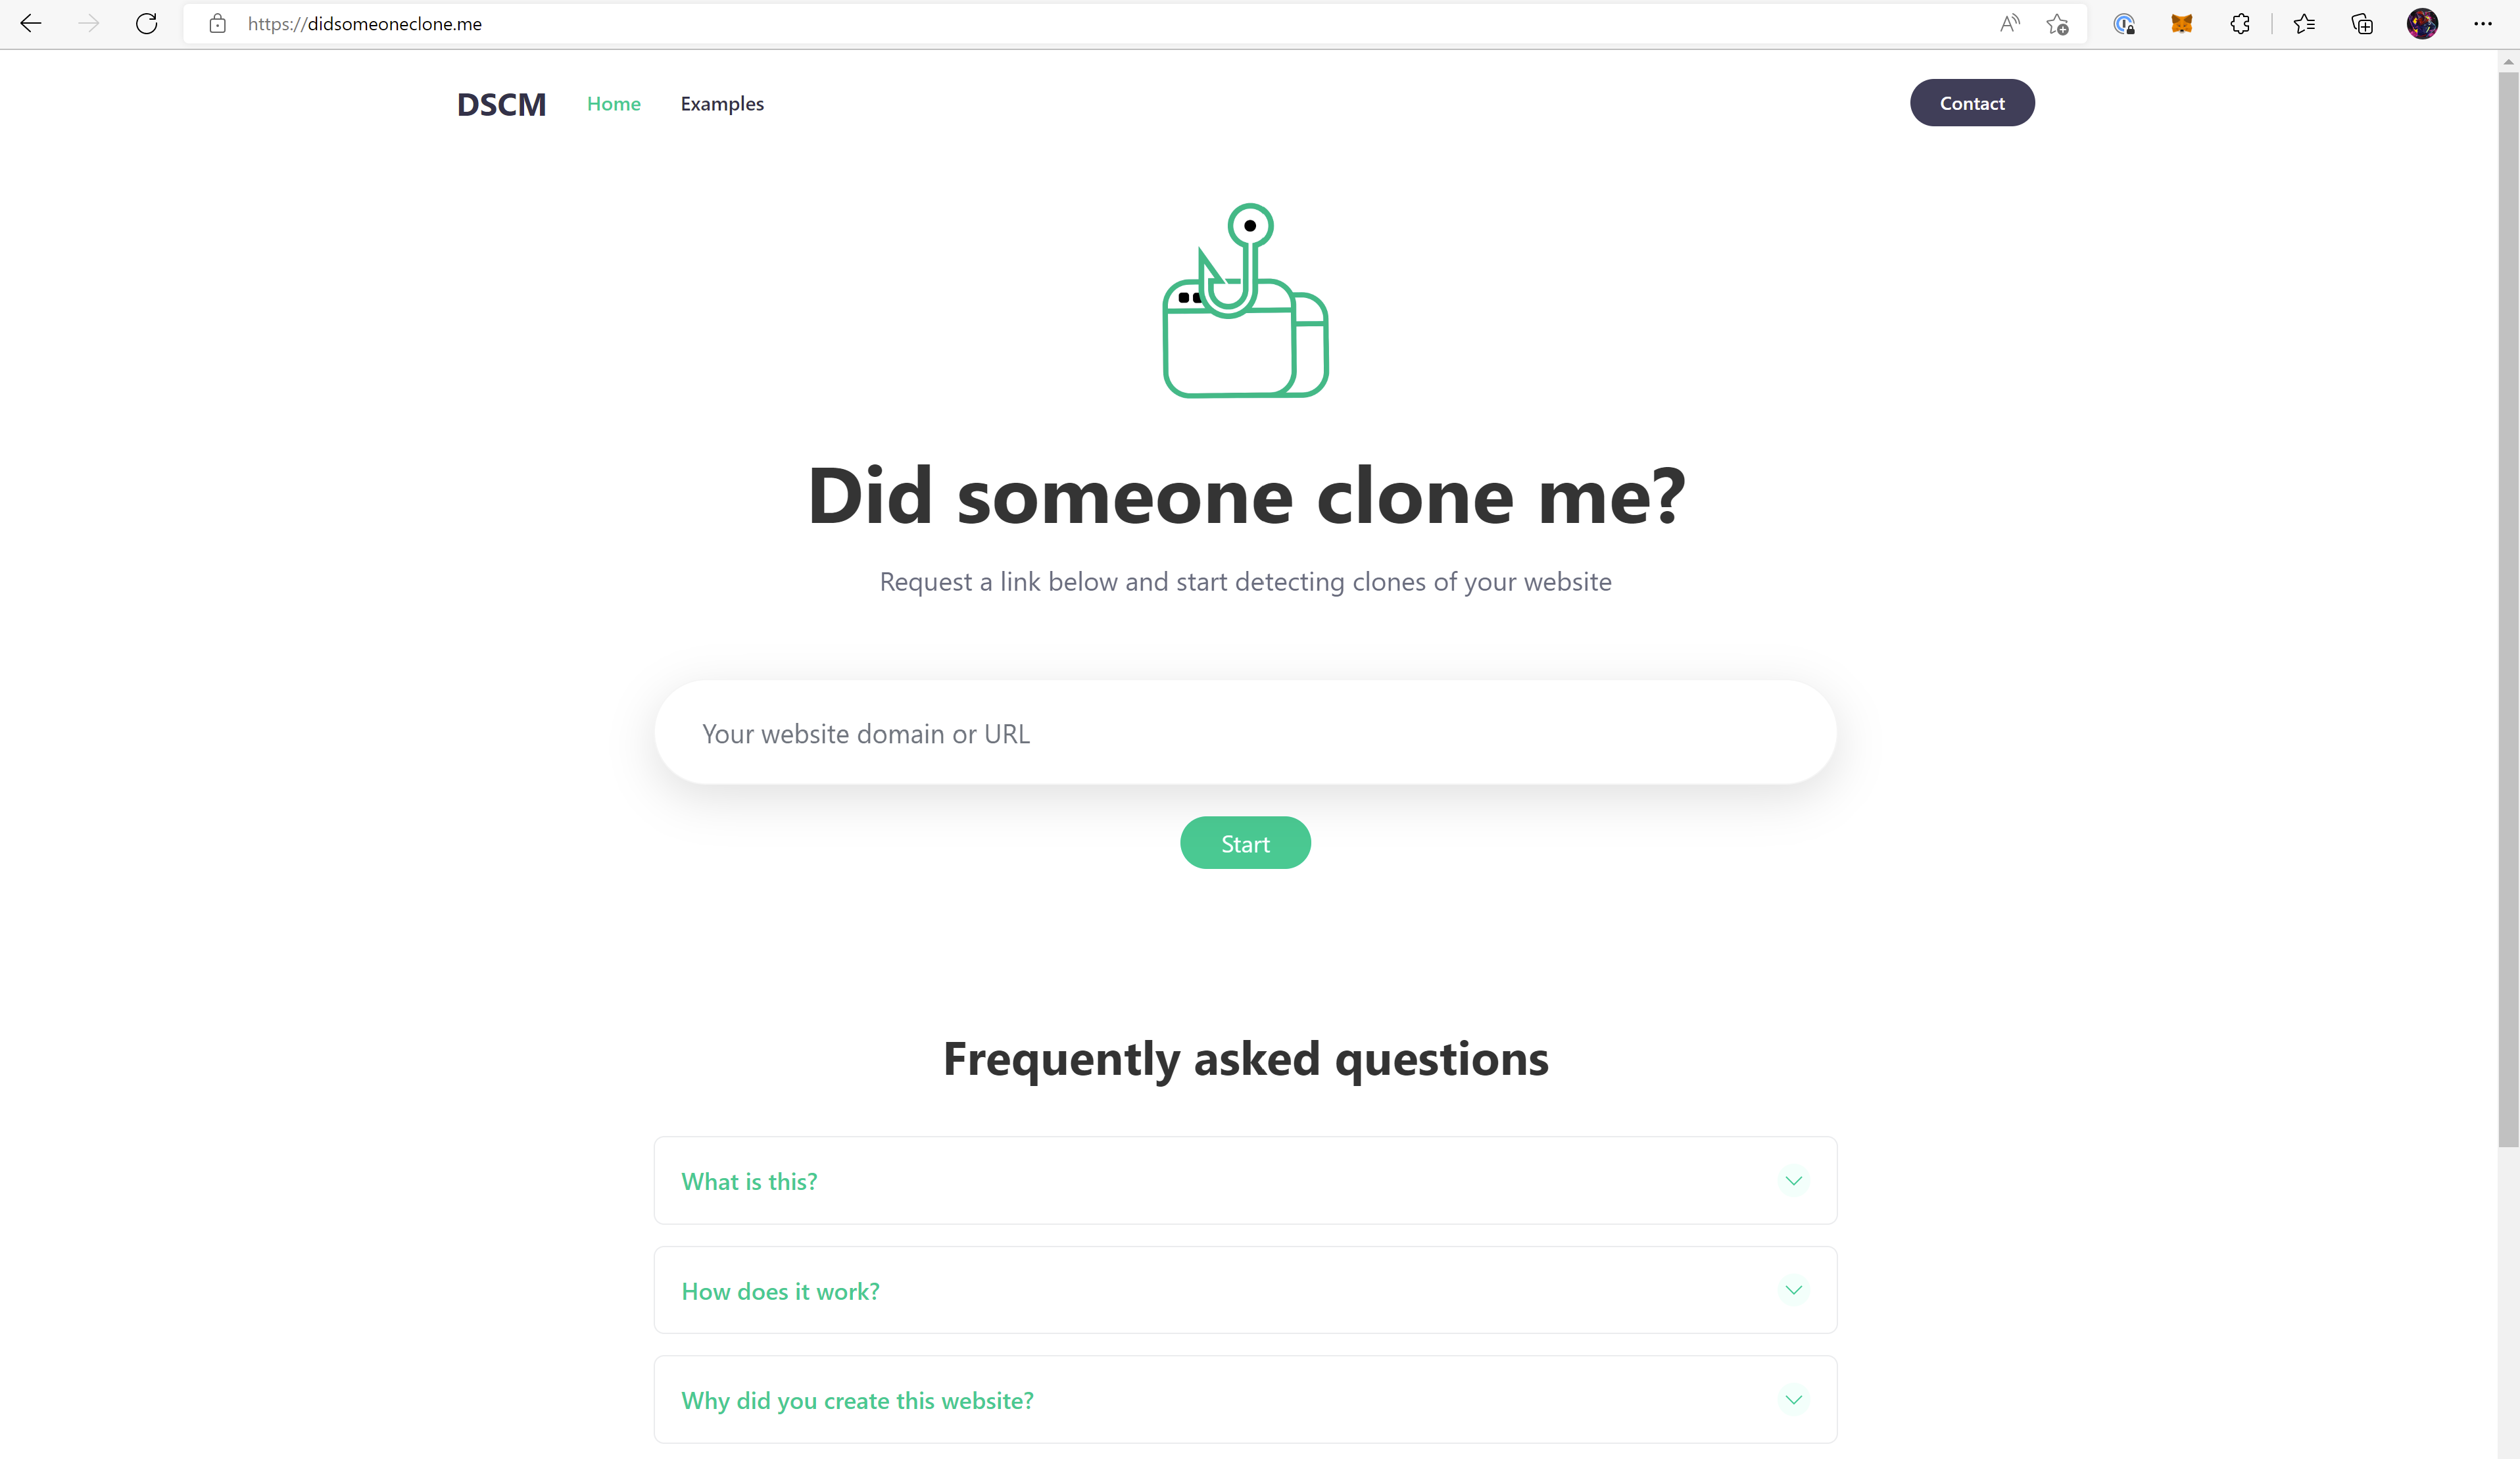 https://didsomeoneclone.me
DSCM Home Examples Contact
Did someone clone me?
Request a link below and start detecting clones of your website
Your website domain or URL
Start
Frequently asked questions
What is this?
How does it work?
Why did you create this website?